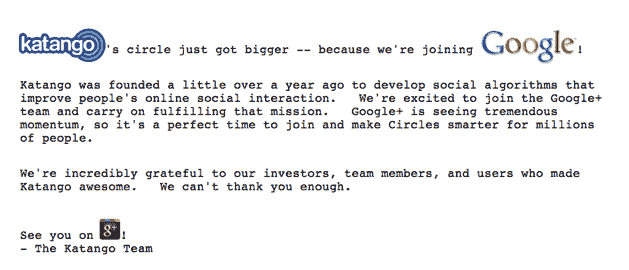 katango's circle just got bigger -- because we're joining Google!
Katango was founded a little over a year ago to develop social algorithms that
improve people's online social interaction.   We're excited to join the Google+
team and carry on fulfilling that mission.   Google+ is seeing tremendous
momentum, so it's a perfect time to join and make Circles smarter for millions
of people.
We're incredibly grateful to our investors, team members, and users who made
Katango awesome.   We can't thank you enough.
See you on g+!
- The Katango Team